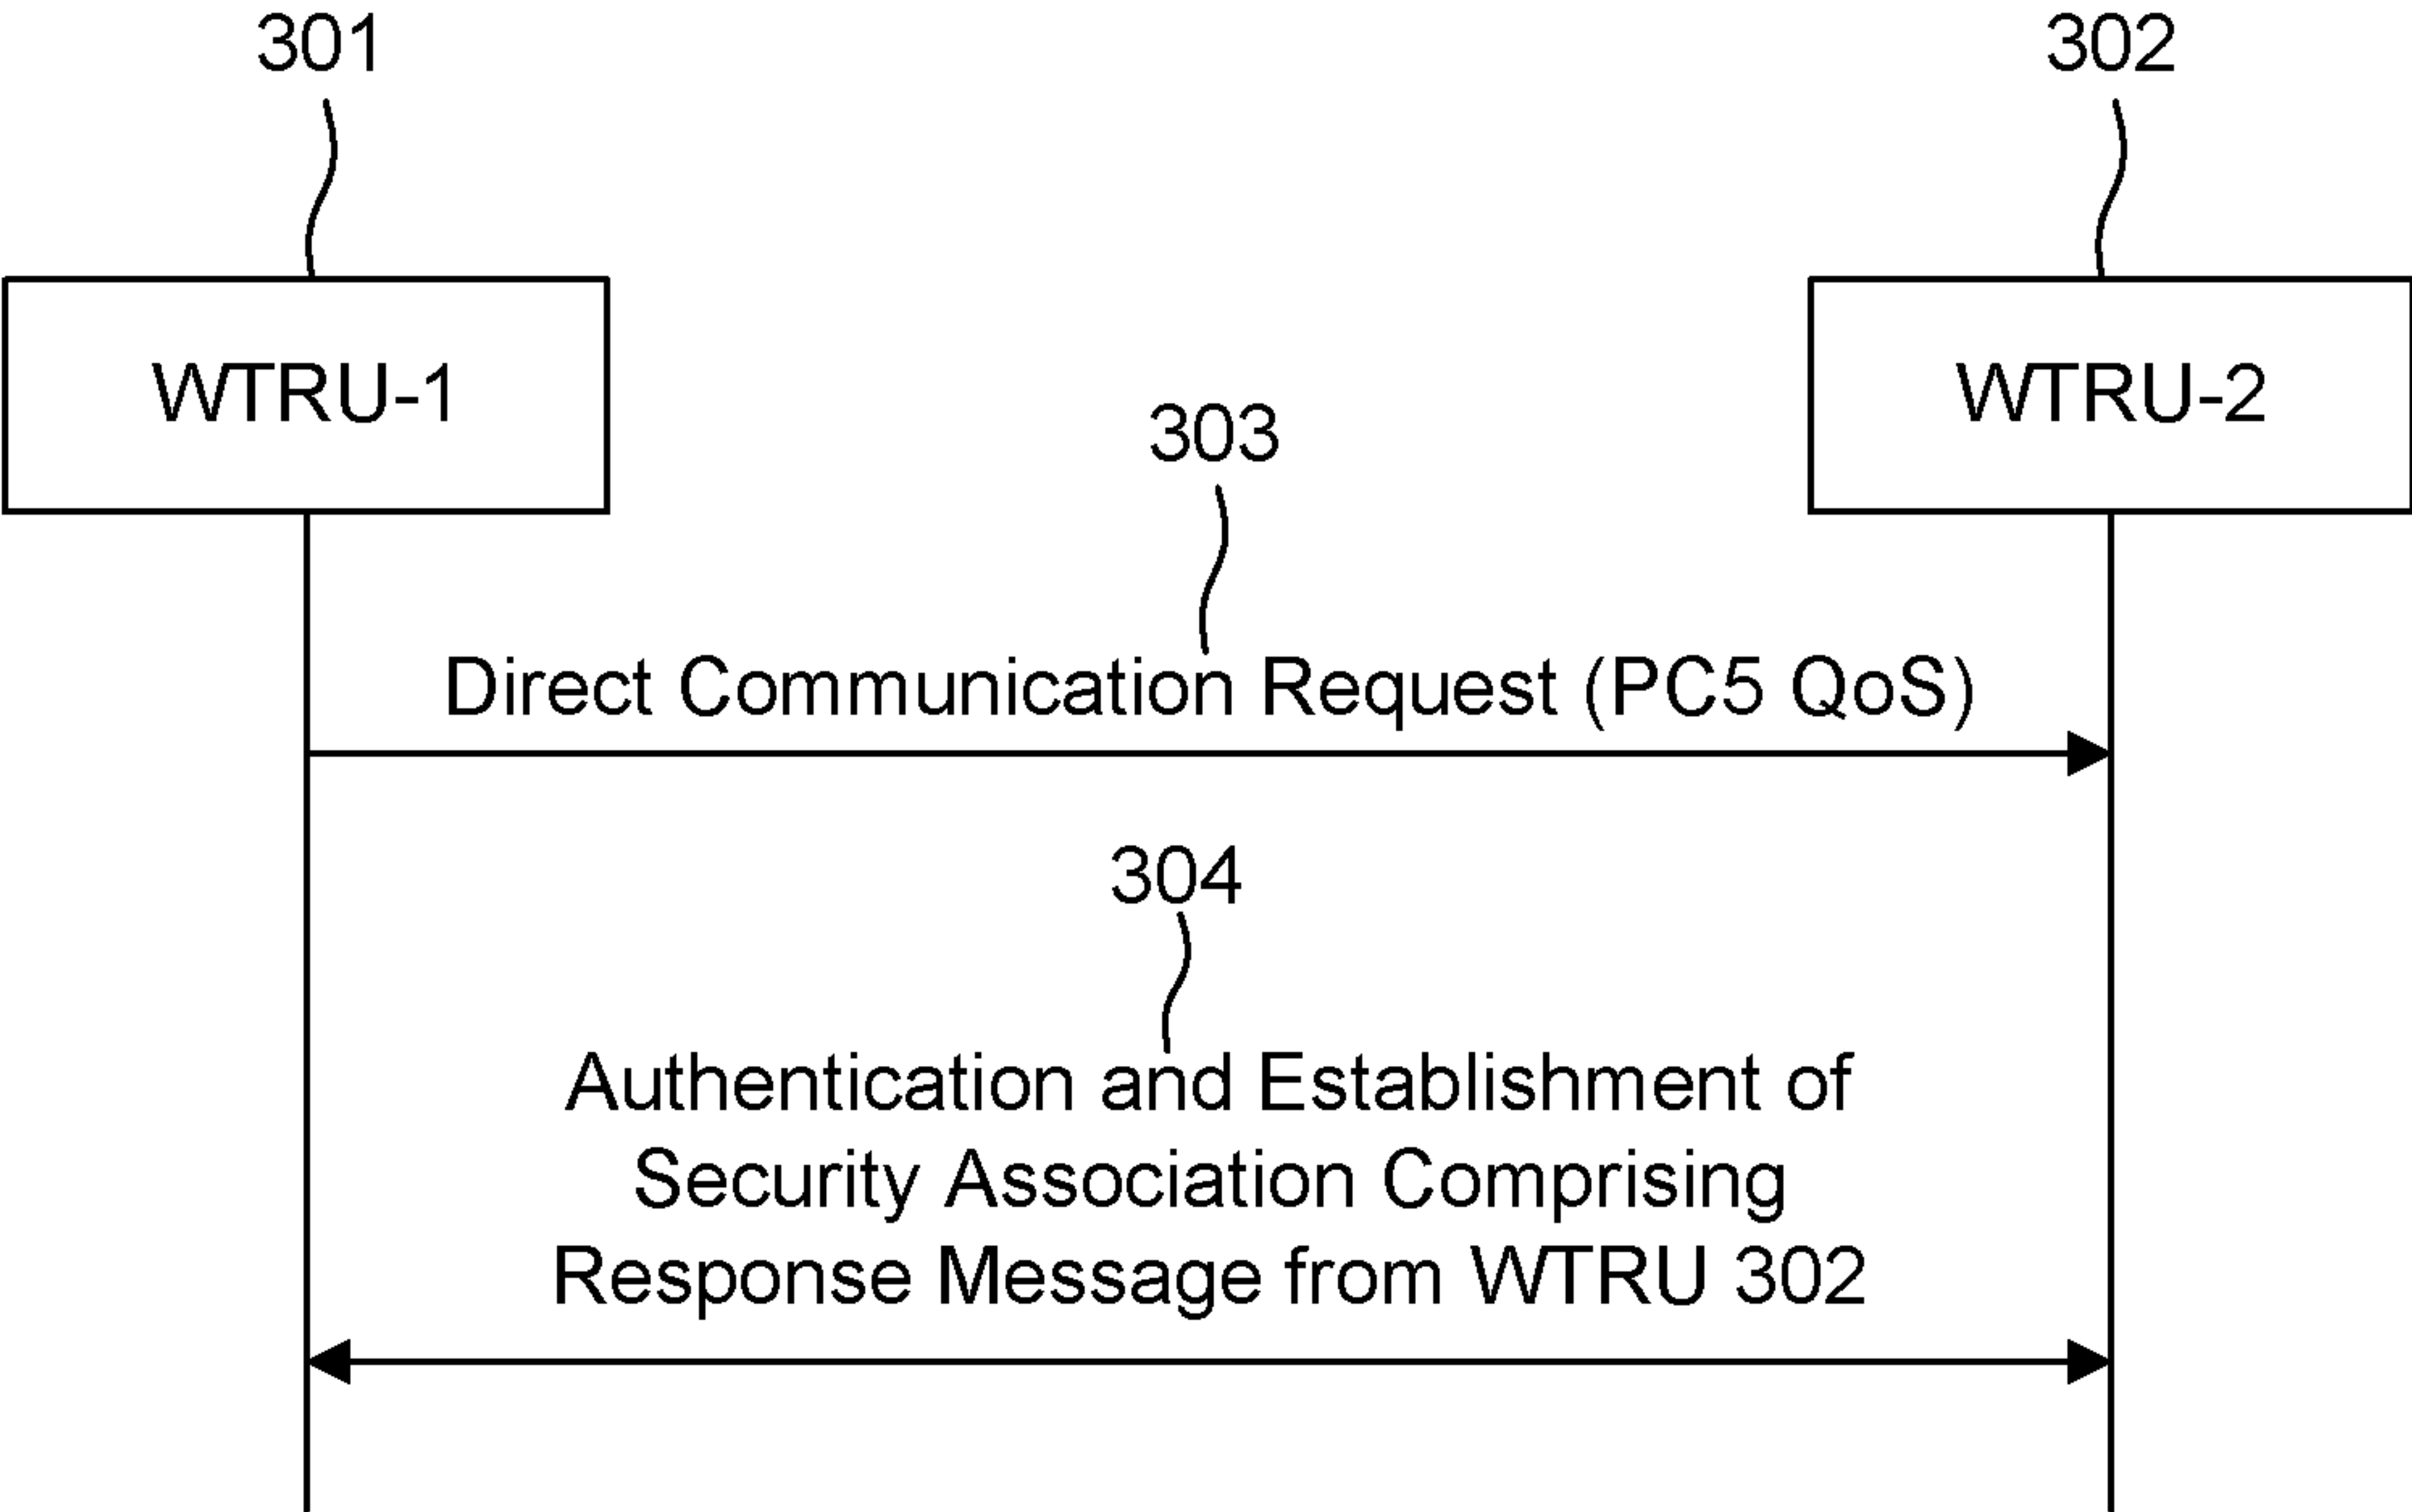 301
302
WTRU-1
WTRU-2
303
Direct Communication Request (PC5 QoS)
304
Authentication and Establishment of
Security Association Comprising
Response Message from WTRU 302